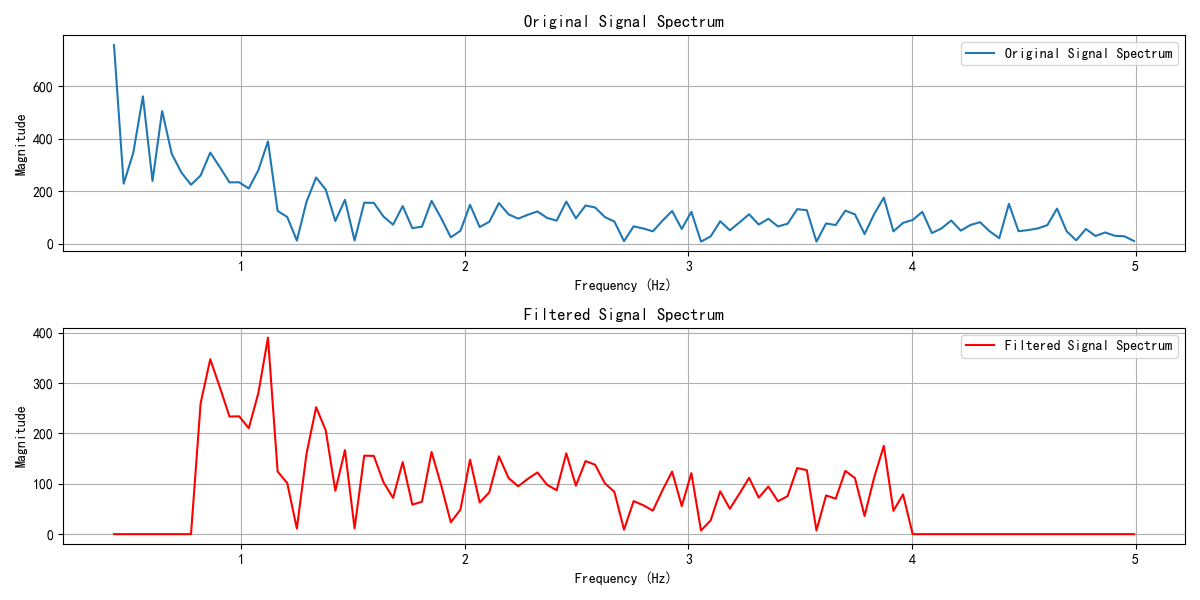 Original Signal Spectrum
Original Signal Spectrum
Magnitude
600
400
200
0
1 2 3 4 5
Frequency (Hz)
Filtered Signal Spectrum
Filtered Signal Spectrum
Magnitude
400
300
200
100
0
1 2 3 4 5
Frequency (Hz)